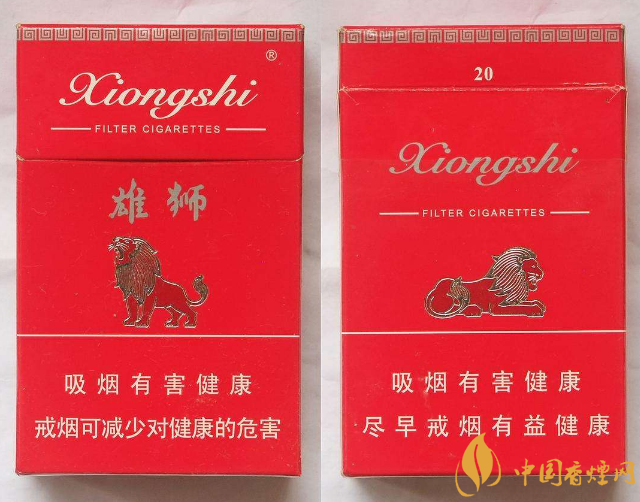 ®
Xiongshi
FILTER CIGARETTES
雄狮
吸烟有害健康
戒烟可减少对健康的危害
20
Xiongshi
FILTER CIGARETTES
吸烟有害健康
尽早戒烟有益健康
中国香烟网